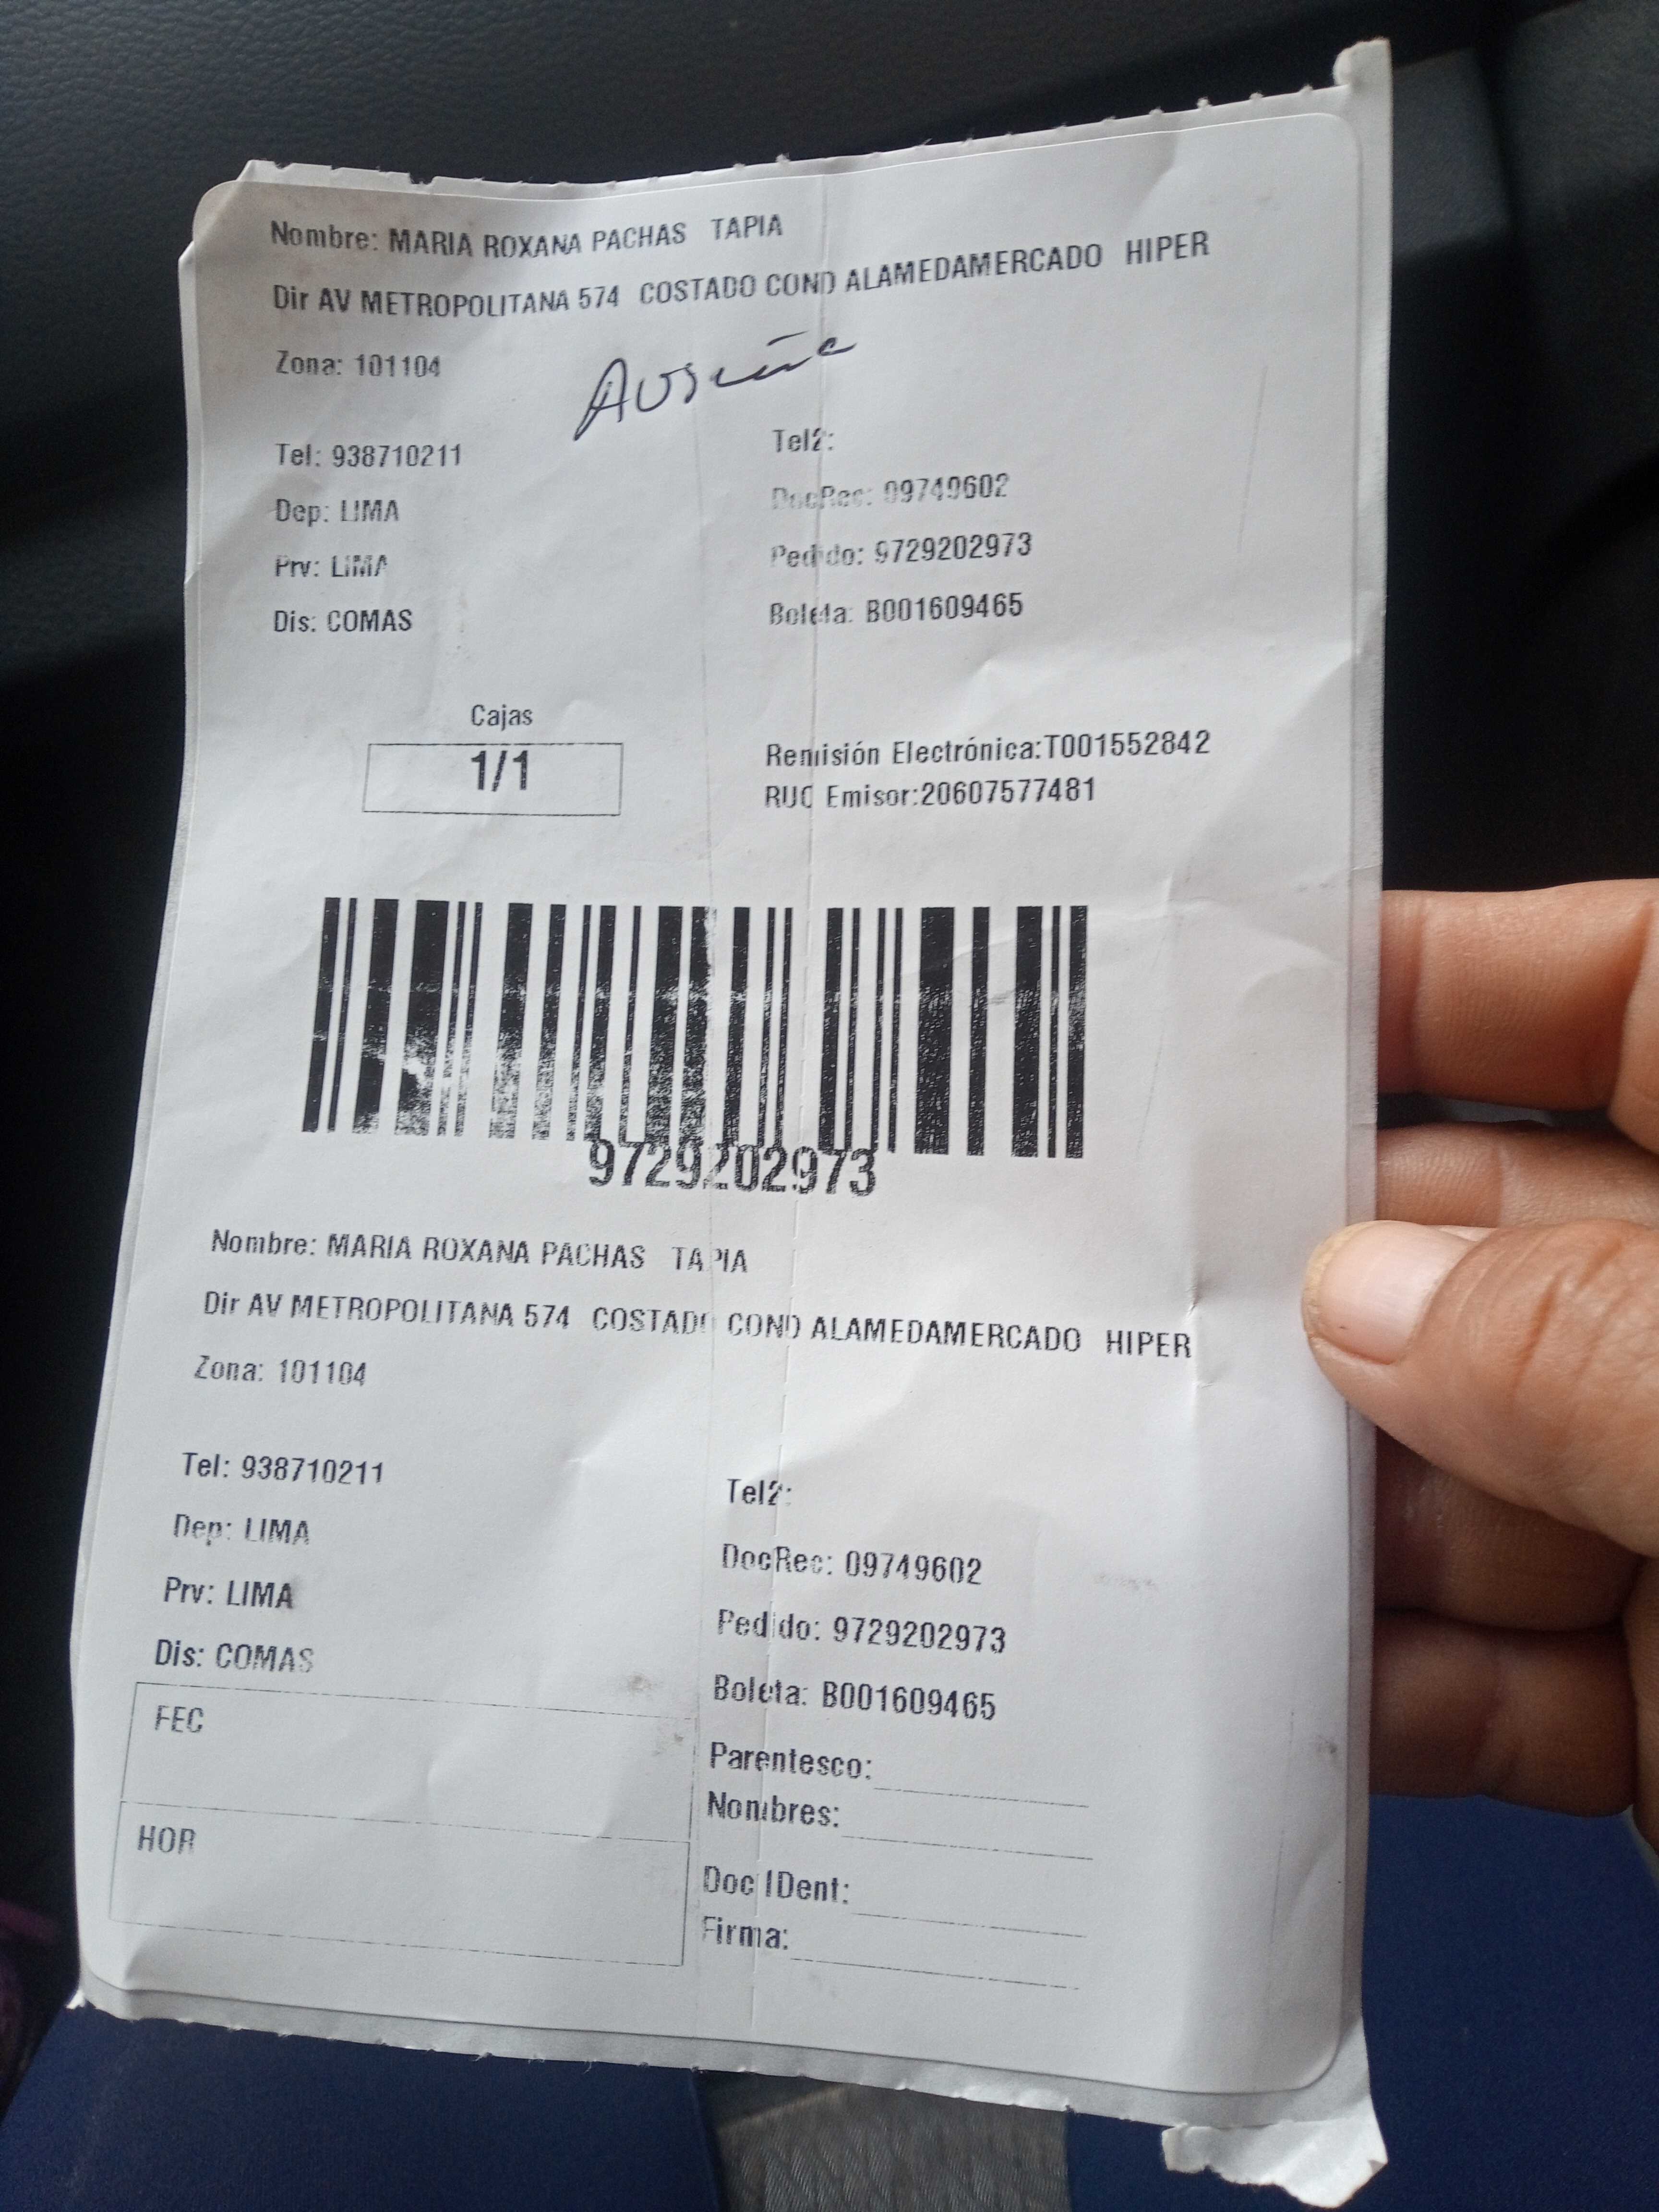 Nombre: MARIA ROXANA PACHAS TAPIA
Dir AV METROPOLITANA 574 COSTADO COND ALAMEDAMERCADO HIPER
Zona: 101104
Tel: 938710211
Tel2:
Dep: LIMA
DocRec: 09749602
Prv: LIMA
Pedido: 9729202973
Dis: COMAS
Boleta: B001609465
Cajas
1/1
Remisión Electrónica:T001552842
RUC Emisor:20607577481
9729202973
Nombre: MARIA ROXANA PACHAS TAPIA
Dir AV METROPOLITANA 574 COSTADO COND ALAMEDAMERCADO HIPER
Zona: 101104
Tel: 938710211
Tel2:
Dep: LIMA
DocRec: 09749602
Prv: LIMA
Pedido: 9729202973
Dis: COMAS
Boleta: B001609465
FEC
Parentesco:
Nombres:
HOR
Doc IDent:
Firma: